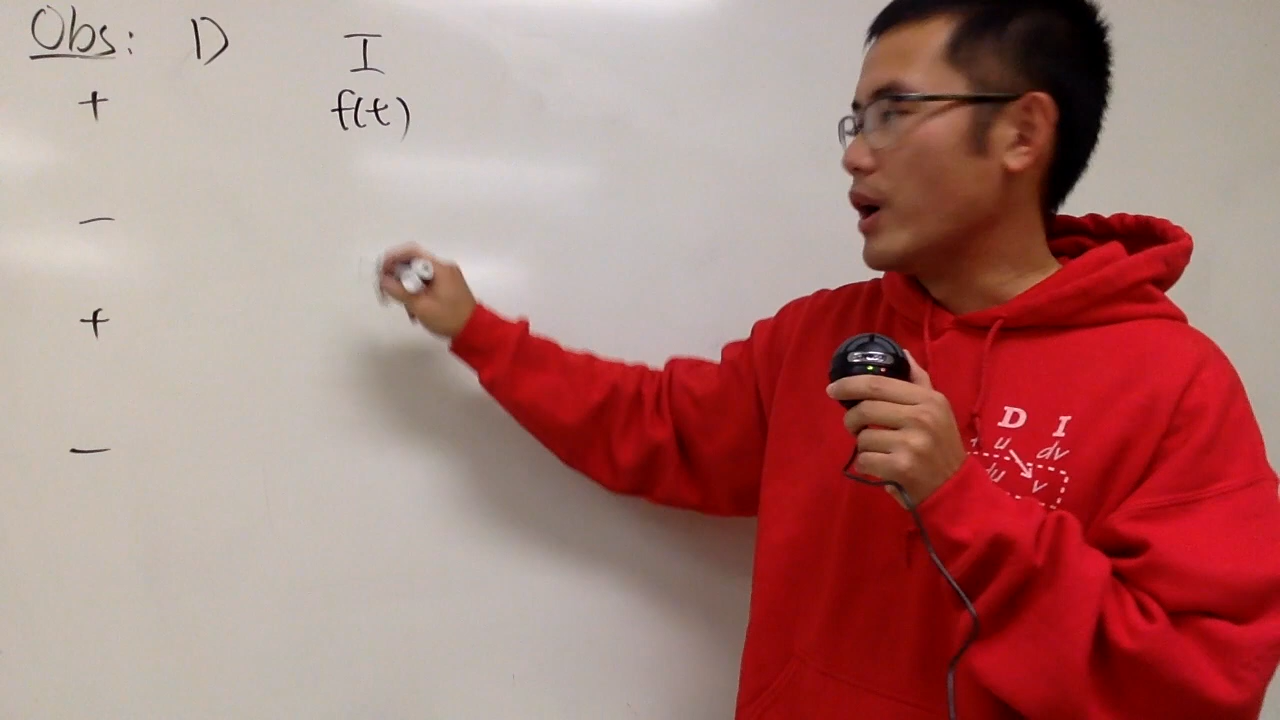 Obs: D I
+ f(t)
−
+
−
D I
+ u dv
du v